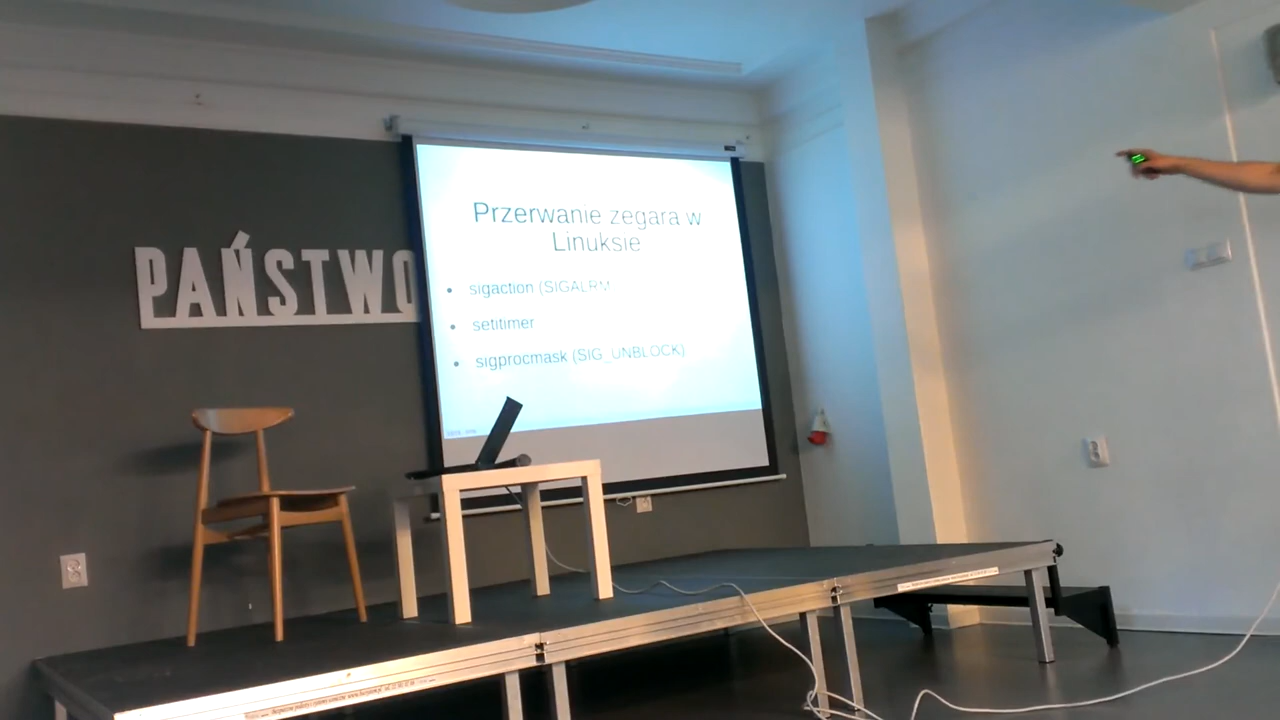 PAŃSTWO
Przerwanie zegara w
Linuksie
• sigaction (SIGALRM
• setitimer
• sigprocmask (SIG_UNBLOCK)